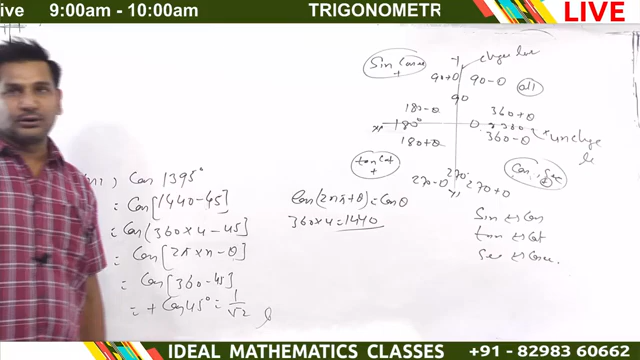 Live 9:00am - 10:00am TRIGONOMETR LIVE
Sin Cosec
+
y
90+θ 90-θ
all
90
180-θ 360+θ
x' 180° 0
180+θ 360-θ
tan Cot
+
270°
270-θ y' 270+θ
Cos, Sec
+
Cos 1395°
= Cos [1440-45]
= Cos (360×4-45)
= Cos [2π×n-θ]
= Cos [360-45]
= + Cos 45° = 1/√2
Cos (2nπ+θ) = Cosθ
360×4 = 1440
Sin ↔ Cos
tan ↔ Cot
Sec ↔ Cosec
IDEAL MATHEMATICS CLASSES +91 - 82983 60662